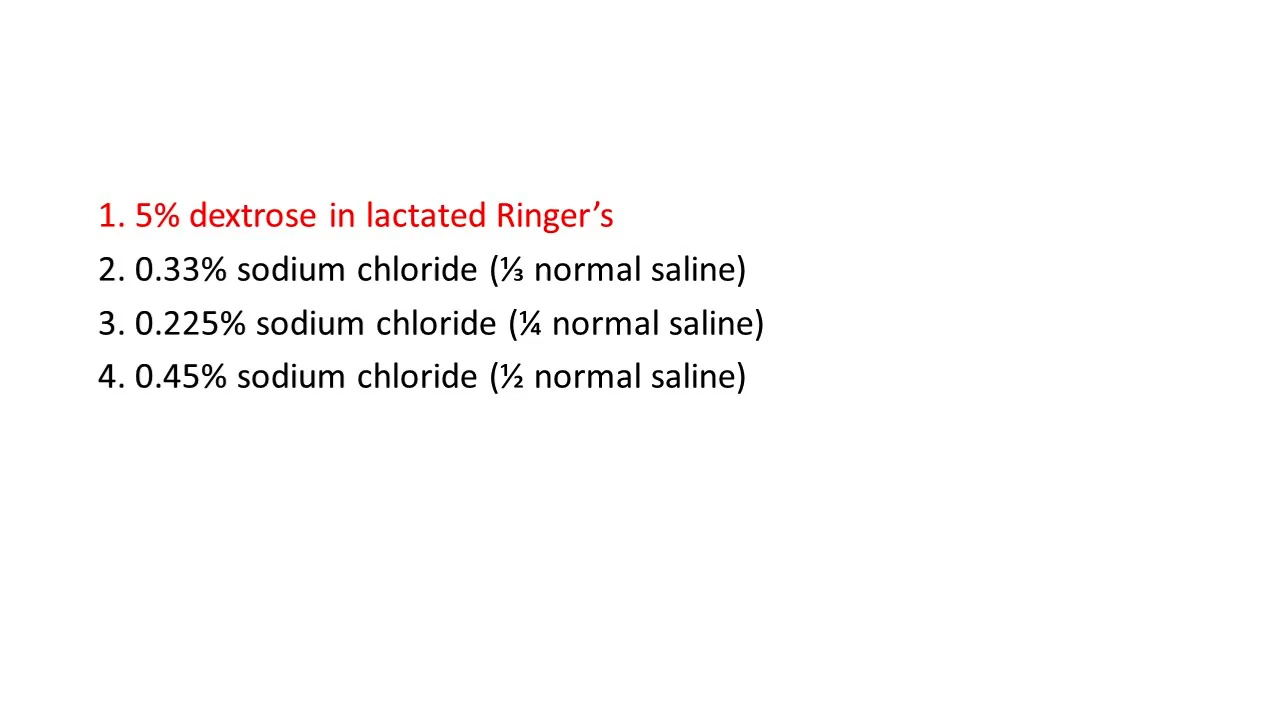 1. 5% dextrose in lactated Ringer’s
2. 0.33% sodium chloride (⅓ normal saline)
3. 0.225% sodium chloride (¼ normal saline)
4. 0.45% sodium chloride (½ normal saline)